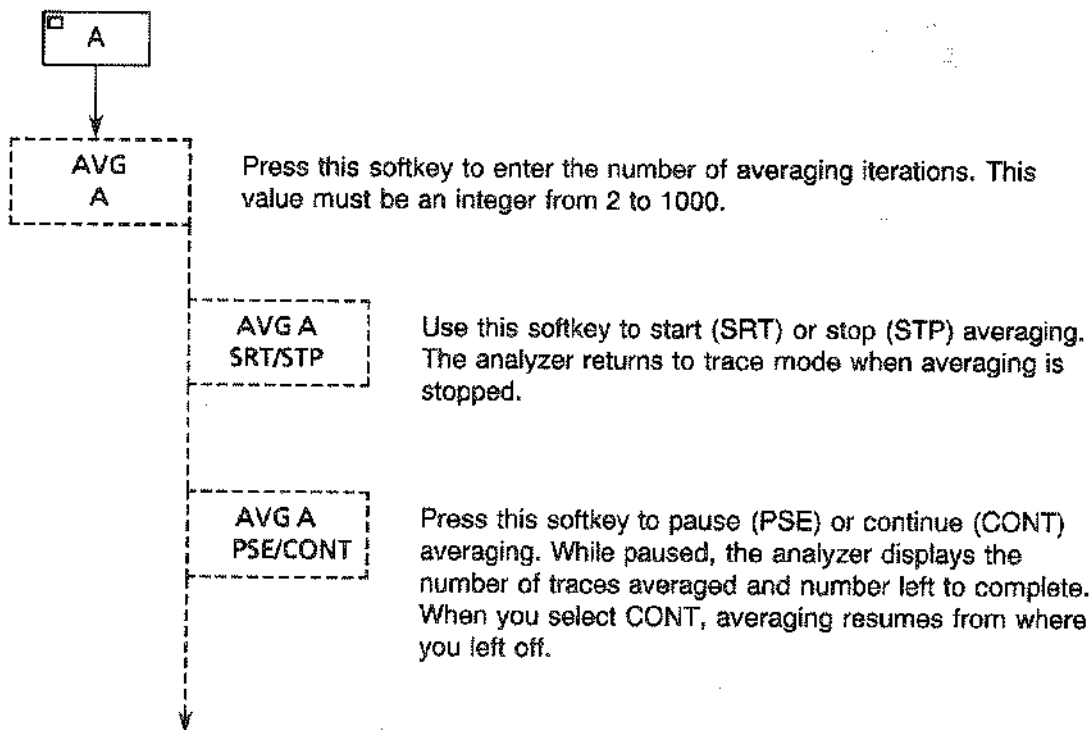 A
AVG
A
Press this softkey to enter the number of averaging iterations. This
value must be an integer from 2 to 1000.
AVG A
SRT/STP
Use this softkey to start (SRT) or stop (STP) averaging.
The analyzer returns to trace mode when averaging is
stopped.
AVG A
PSE/CONT
Press this softkey to pause (PSE) or continue (CONT)
averaging. While paused, the analyzer displays the
number of traces averaged and number left to complete.
When you select CONT, averaging resumes from where
you left off.